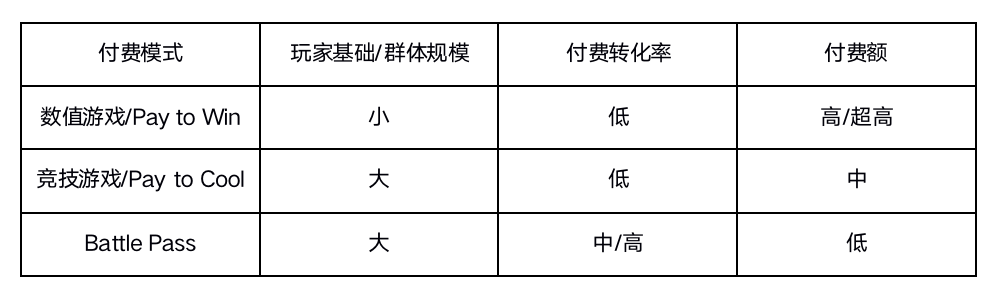 付费模式 玩家基础/群体规模 付费转化率 付费额
数值游戏/Pay to Win 小 低 高/超高
竞技游戏/Pay to Cool 大 低 中
Battle Pass 大 中/高 低